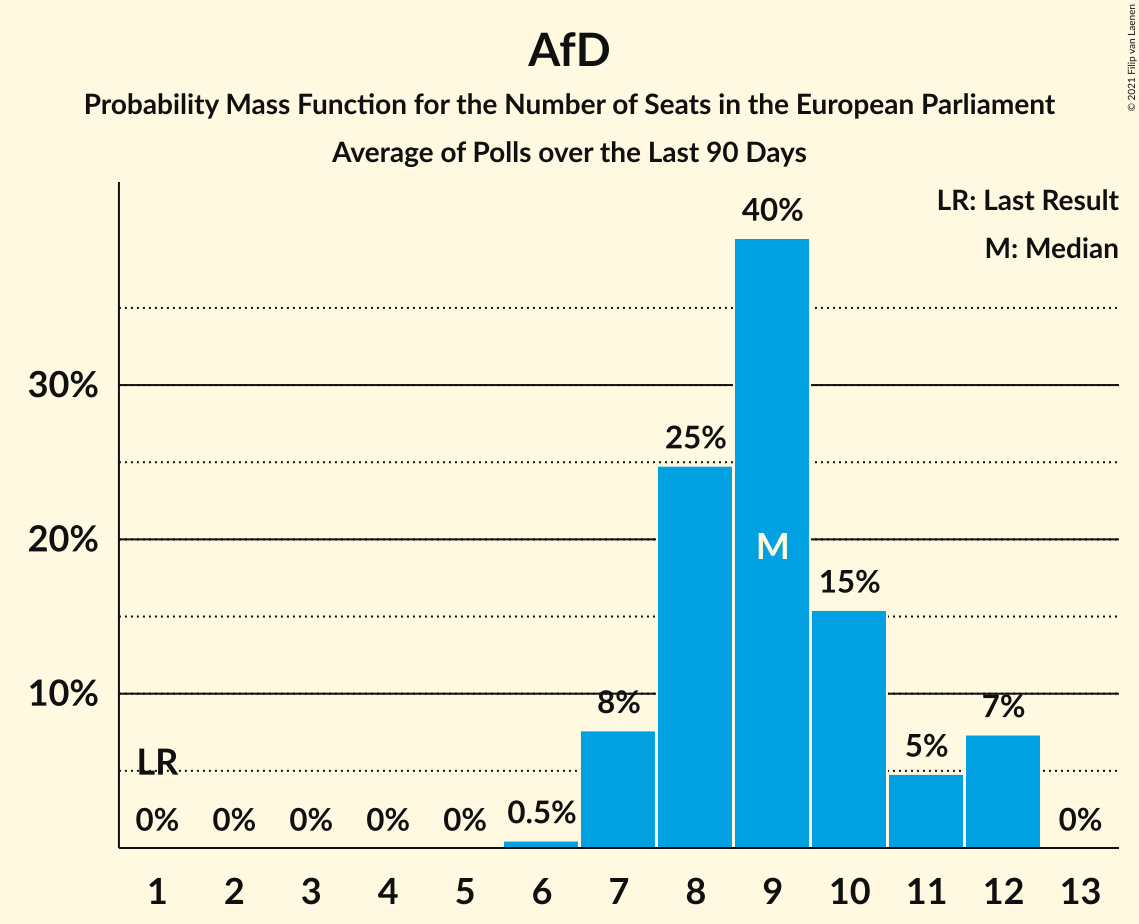 AfD
Probability Mass Function for the Number of Seats in the European Parliament
Average of Polls over the Last 90 Days
© 2021 Filip van Laenen
LR: Last Result
M: Median
40%
30%
25%
20%
M
15%
10%
8%
7%
5%
LR
0% 0% 0% 0% 0% 0.5% 0%
1 2 3 4 5 6 7 8 9 10 11 12 13